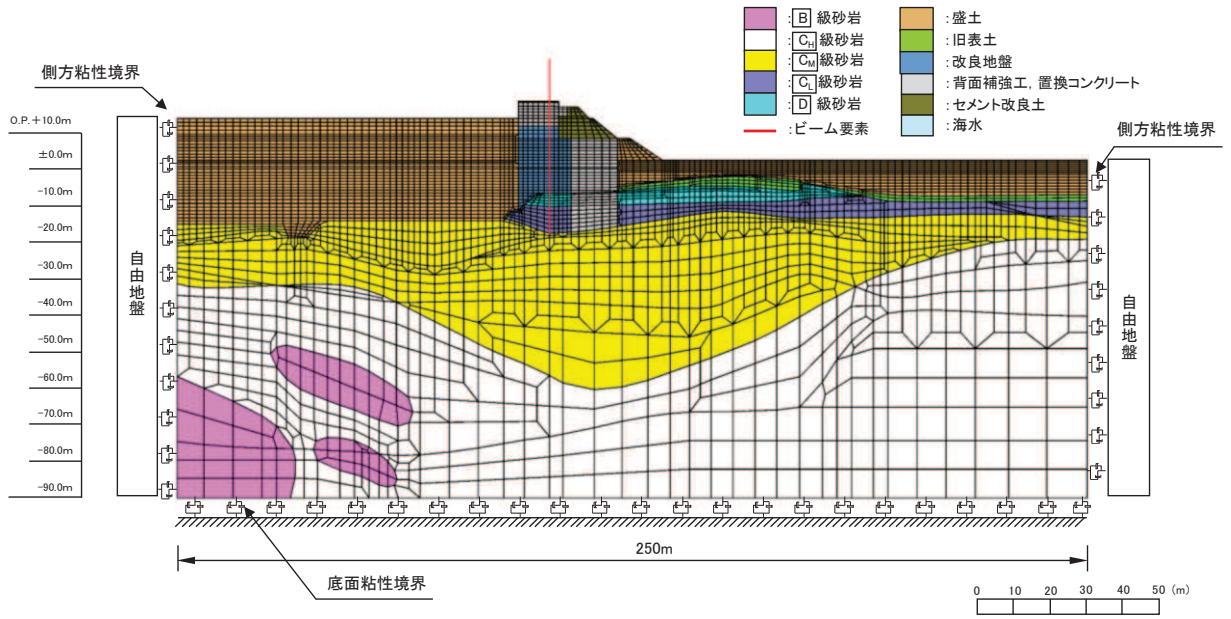 B 級砂岩
CH 級砂岩
CM 級砂岩
CL 級砂岩
D 級砂岩
:ビーム要素
:盛土
:旧表土
:改良地盤
:背面補強工，置換コンクリート
:セメント改良土
:海水
側方粘性境界
側方粘性境界
O.P.+10.0m
±0.0m
-10.0m
-20.0m
-30.0m
-40.0m
-50.0m
-60.0m
-70.0m
-80.0m
-90.0m
自由地盤
自由地盤
250m
底面粘性境界
0 10 20 30 40 50 (m)